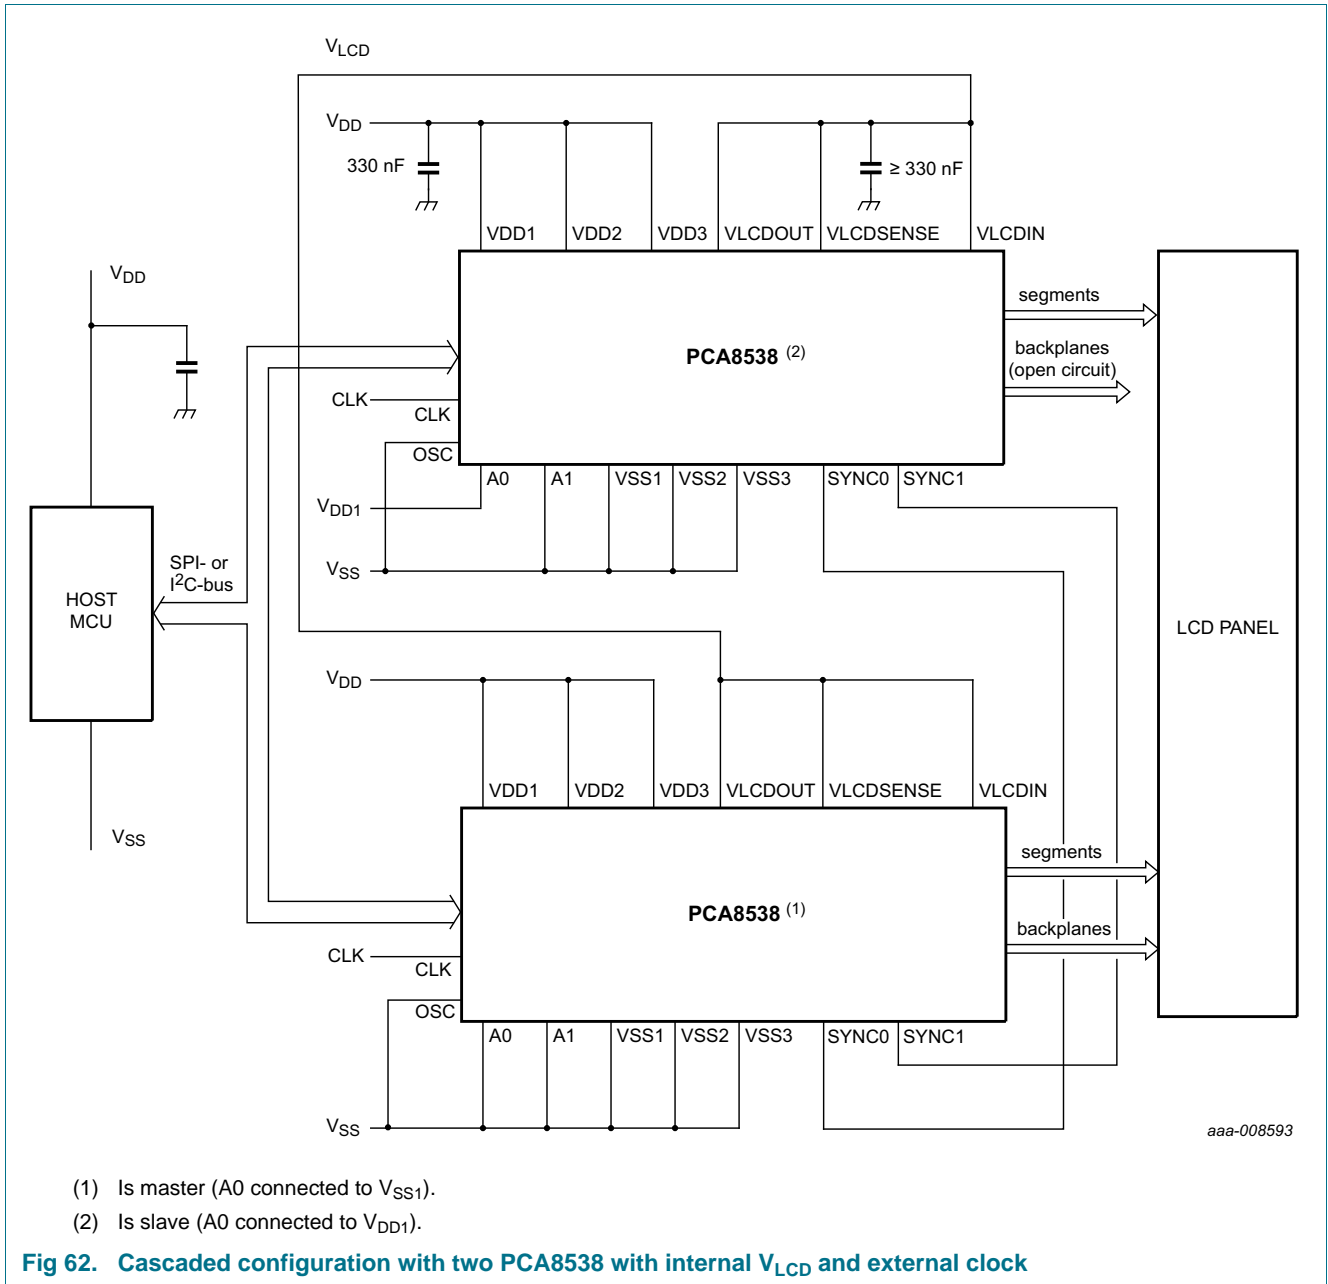 VLCD
VDD
330 nF
≥ 330 nF
VDD1 VDD2 VDD3 VLCDOUT VLCDSENSE VLCDIN
VDD
segments
PCA8538 (2)
backplanes
(open circuit)
CLK
CLK
OSC
A0 A1 VSS1 VSS2 VSS3 SYNC0 SYNC1
VDD1
SPI- or
I2C-bus
VSS
HOST
MCU
LCD PANEL
VDD
VDD1 VDD2 VDD3 VLCDOUT VLCDSENSE VLCDIN
VSS
segments
PCA8538 (1)
backplanes
CLK
CLK
OSC
A0 A1 VSS1 VSS2 VSS3 SYNC0 SYNC1
VSS
aaa-008593
(1) Is master (A0 connected to VSS1).
(2) Is slave (A0 connected to VDD1).
Fig 62. Cascaded configuration with two PCA8538 with internal VLCD and external clock